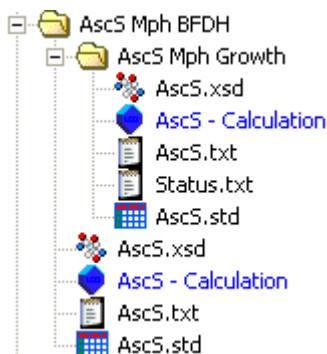 AscS Mph BFDH
AscS Mph Growth
AscS.xsd
AscS - Calculation
AscS.txt
Status.txt
AscS.std
AscS.xsd
AscS - Calculation
AscS.txt
AscS.std